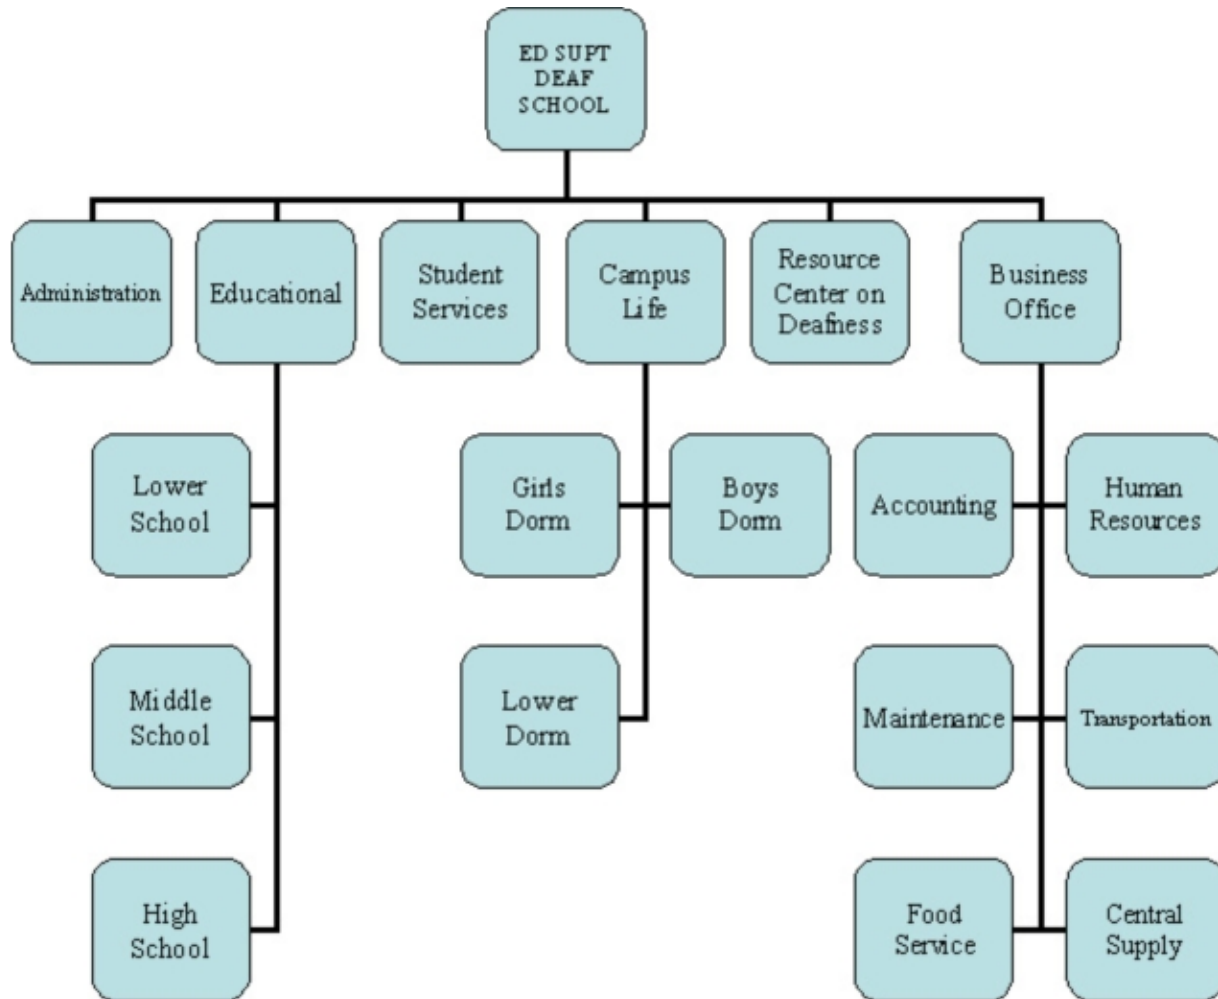 ED SUPT
DEAF
SCHOOL
Administration
Educational
Student
Services
Campus
Life
Resource
Center on
Deafness
Business
Office
Lower
School
Girls
Dorm
Boys
Dorm
Accounting
Human
Resources
Middle
School
Lower
Dorm
Maintenance
Transportation
High
School
Food
Service
Central
Supply